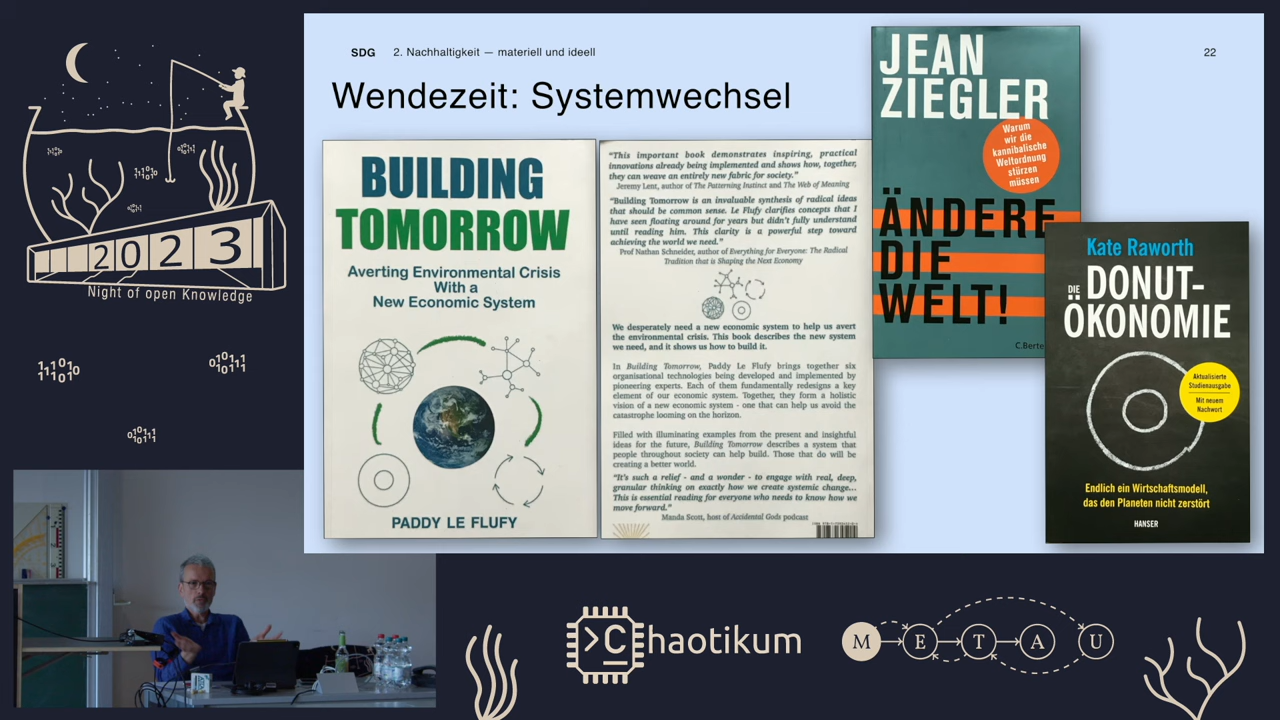 SDG 2. Nachhaltigkeit — materiell und ideell
22
Wendezeit: Systemwechsel
BUILDING
TOMORROW
Averting Environmental Crisis
With a
New Economic System
PADDY LE FLUFY
"This important book demonstrates inspiring, practical
innovations already being implemented and shows how, together,
they can weave an entirely new fabric for society."
Jeremy Lent, author of The Patterning Instinct and The Web of Meaning
"Building Tomorrow is an invaluable synthesis of radical ideas
that should be common sense. Le Flufy clarifies concepts that I
have seen floating around for years but didn't fully understand
until reading him. This clarity is a powerful step toward
achieving the world we need."
Prof Nathan Schneider, author of Everything for Everyone: The Radical
Tradition that is Shaping the Next Economy
We desperately need a new economic system to help us avert
the environmental crisis. This book describes the new system
we need, and it shows us how to build it.
In Building Tomorrow, Paddy Le Flufy brings together six
organisational technologies being developed and implemented by
pioneering experts. Each of them fundamentally redesigns a key
element of our economic system. Together, they form a holistic
vision of a new economic system - one that can help us avoid the
catastrophe looming on the horizon.
Filled with illuminating examples from the present and insightful
ideas for the future, Building Tomorrow describes a system that
people throughout society can help build. Those that do will be
creating a better world.
"It's such a relief - and a wonder - to engage with real, deep,
granular thinking on exactly how we create systemic change...
This is essential reading for everyone who needs to know how we
move forward."
Manda Scott, host of Accidental Gods podcast
JEAN
ZIEGLER
Warum
wir die
kannibalische
Weltordnung
stürzen
müssen
ÄNDERE
DIE
WELT!
C.Berte
Kate Raworth
DIE DONUT-
ÖKONOMIE
Aktualisierte
Studienausgabe
Mit neuem
Nachwort
Endlich ein Wirtschaftsmodell,
das den Planeten nicht zerstört
HANSER
2023
Night of open Knowledge
>C haotikum
M E T A U